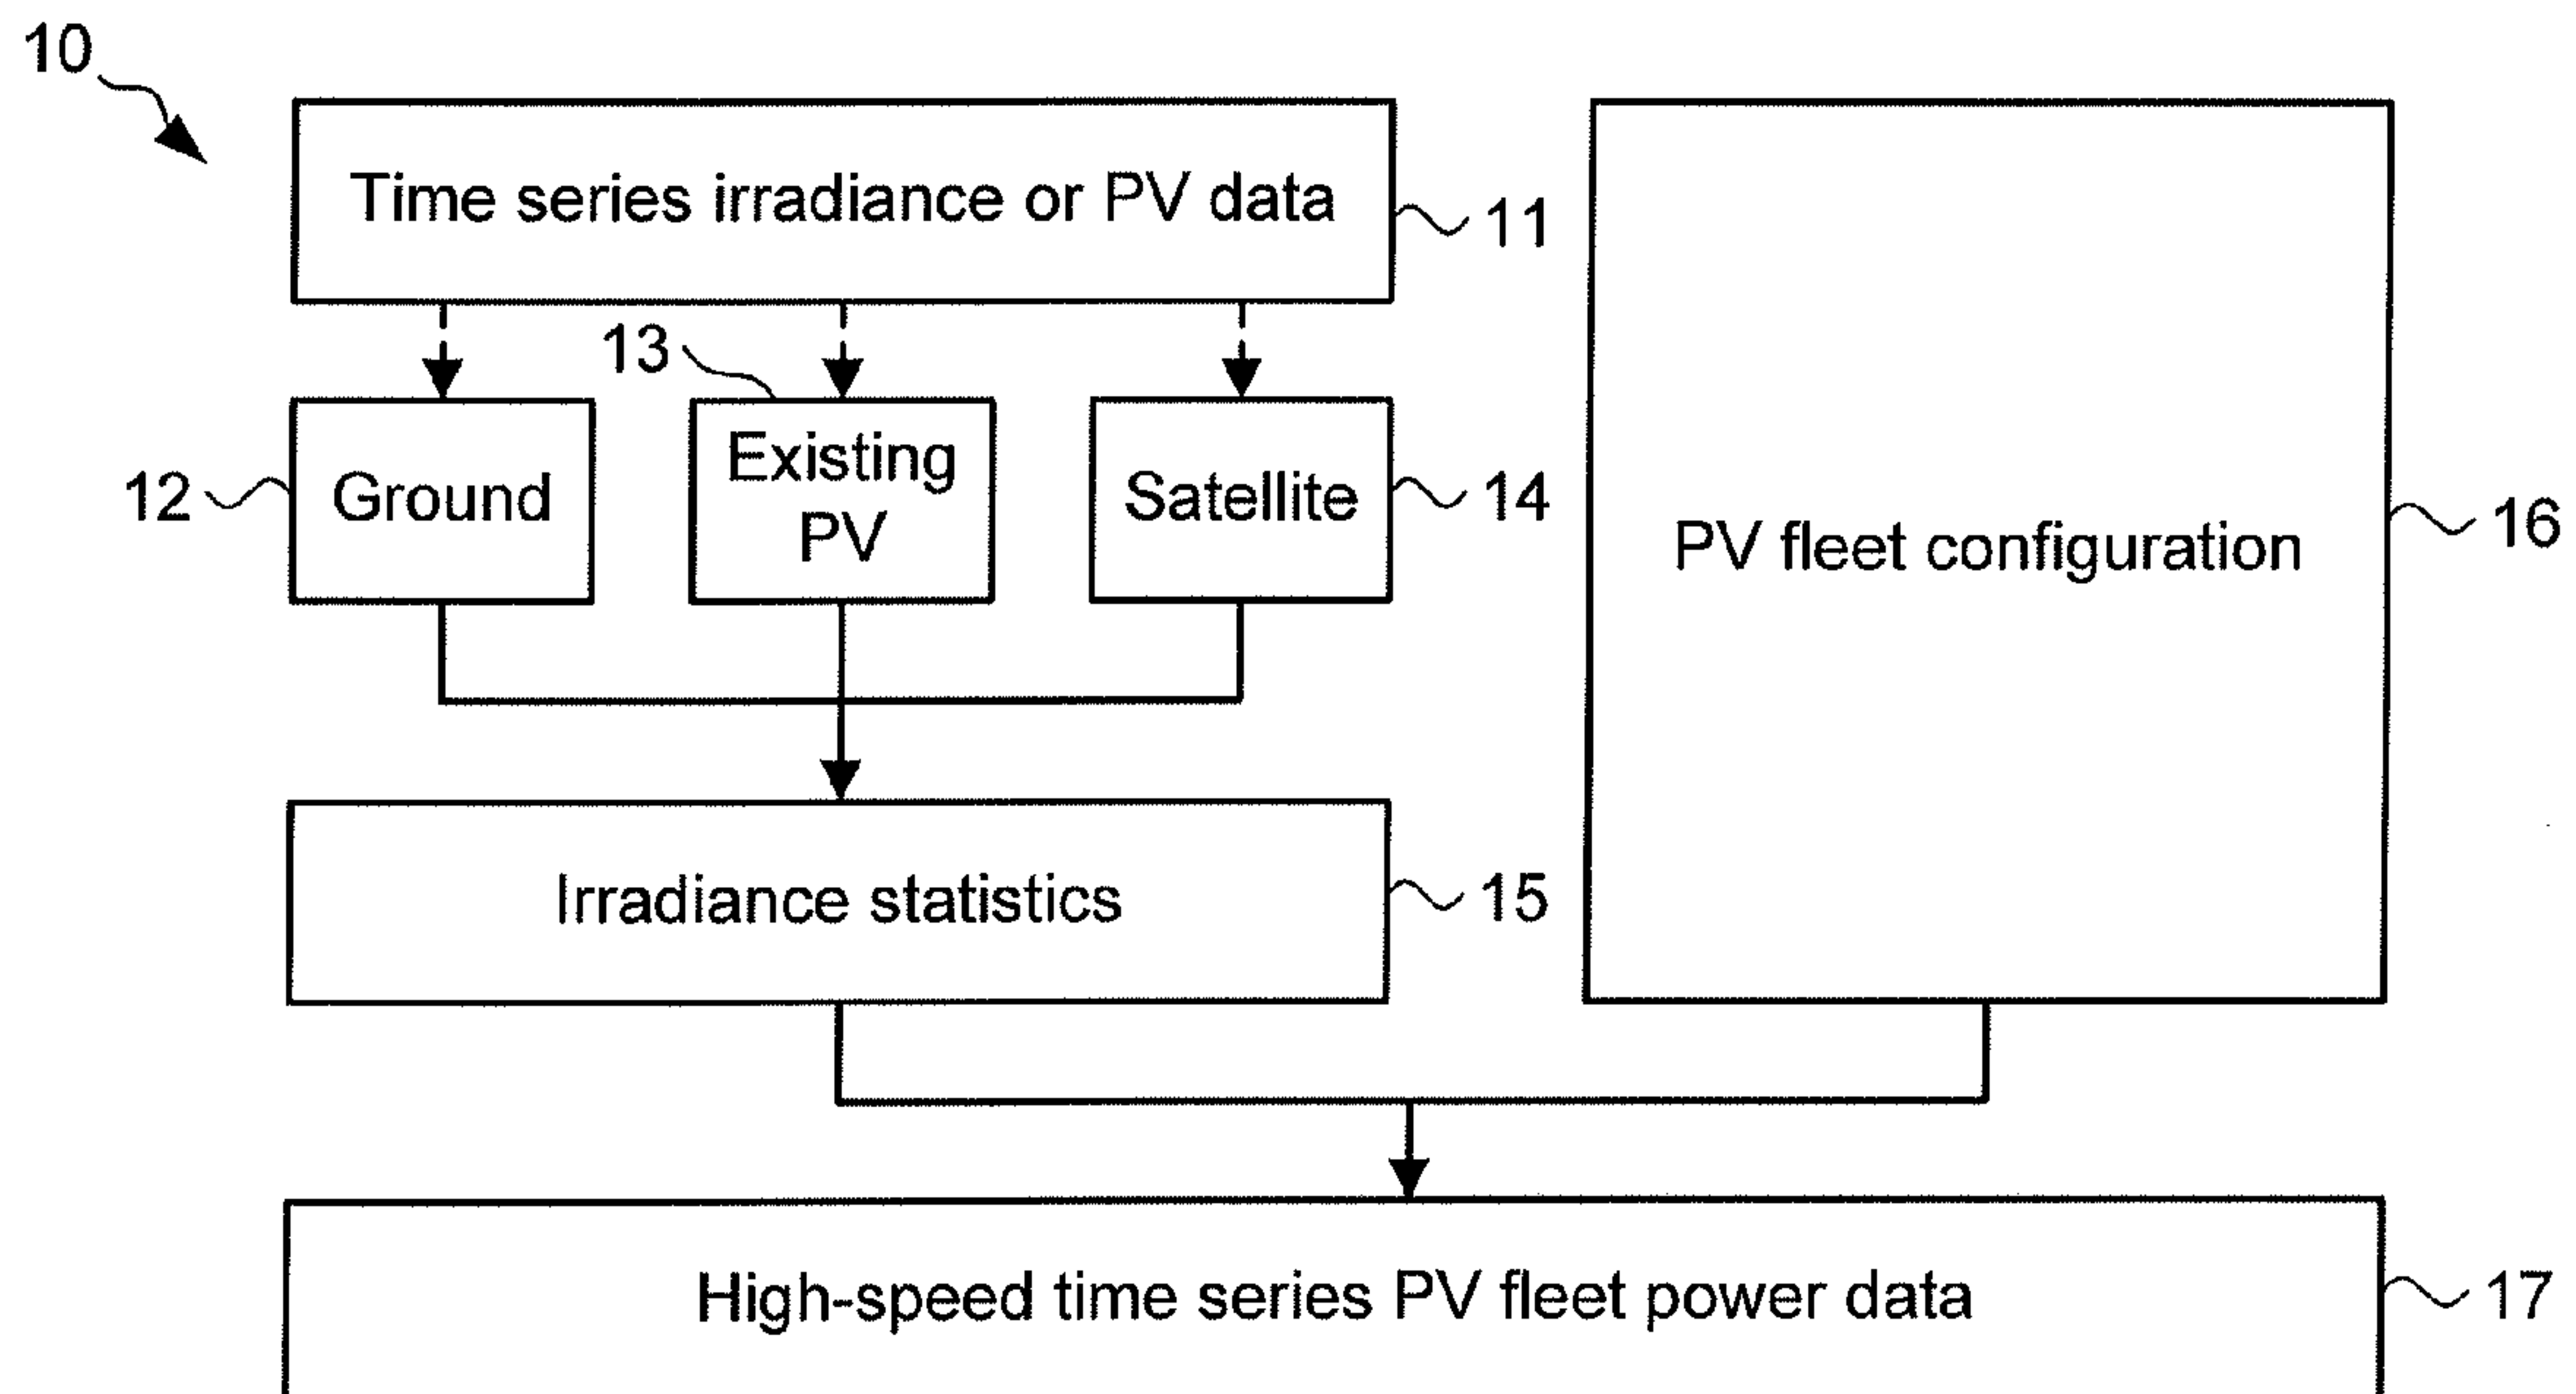 10
Time series irradiance or PV data
11
13
12
Ground
Existing
PV
Satellite
14
PV fleet configuration
16
Irradiance statistics
15
High-speed time series PV fleet power data
17